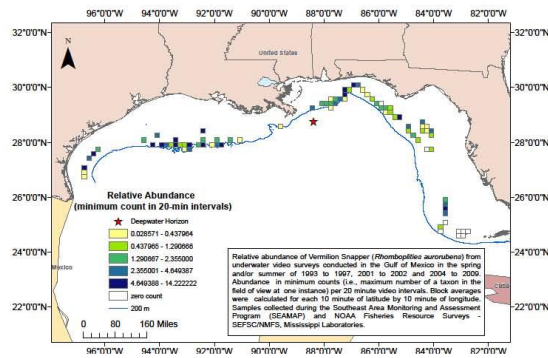 96°0'0"W 94°0'0"W 92°0'0"W 90°0'0"W 88°0'0"W 86°0'0"W 84°0'0"W 82°0'0"W
32°0'0"N 32°0'0"N
N
United States
30°0'0"N 30°0'0"N
28°0'0"N 28°0'0"N
26°0'0"N 26°0'0"N
Relative Abundance
(minimum count in 20-min intervals)
Deepwater Horizon
0.028571 - 0.437964
0.437965 - 1.290666
1.290667 - 2.355000
2.355001 - 4.649387
4.649388 - 14.222222
zero count
200 m
24°0'0"N 24°0'0"N
Mexico
Cuba
0 40 80 160 Miles
Relative abundance of Vermilion Snapper (Rhomboplites aurorubens) from
underwater video surveys conducted in the Gulf of Mexico in the spring
and/or summer of 1993 to 1997, 2001 to 2002 and 2004 to 2009.
Abundance in minimum counts (i.e., maximum number of a taxon in the
field of view at one instance) per 20 minute video intervals. Block averages
were calculated for each 10 minute of latitude by 10 minute of longitude.
Samples collected during the Southeast Area Monitoring and Assessment
Program (SEAMAP) and NOAA Fisheries Resource Surveys -
SEFSC/NMFS, Mississippi Laboratories.
22°0'0"N 22°0'0"N
96°0'0"W 94°0'0"W 92°0'0"W 90°0'0"W 88°0'0"W 86°0'0"W 84°0'0"W 82°0'0"W